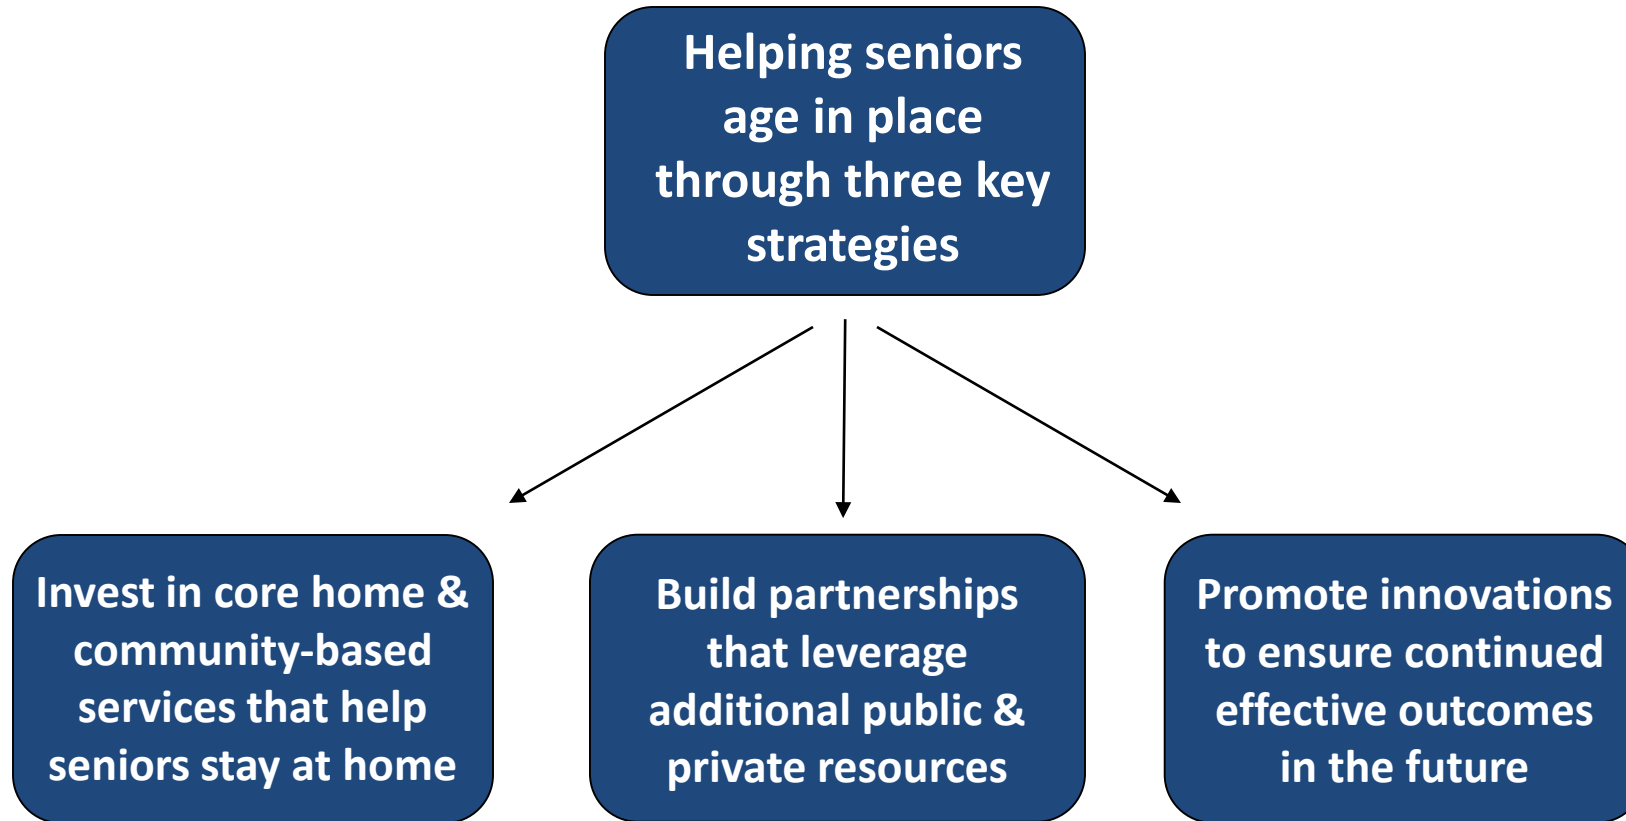 Helping seniors
age in place
through three key
strategies
Invest in core home &
community-based
services that help
seniors stay at home
Build partnerships
that leverage
additional public &
private resources
Promote innovations
to ensure continued
effective outcomes
in the future